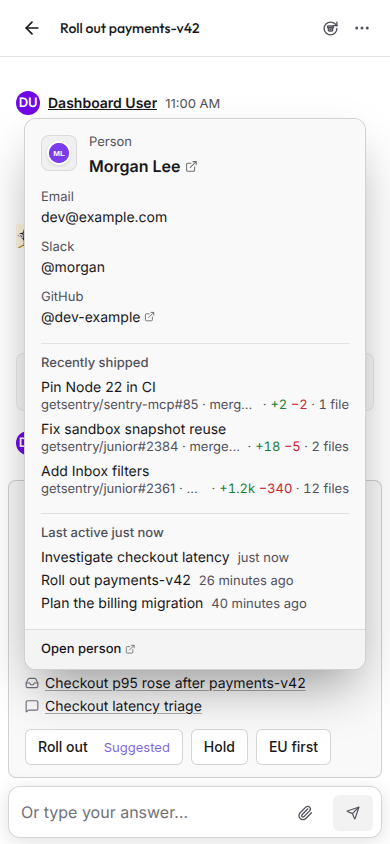 Roll out payments-v42
DU Dashboard User 11:00 AM
ML
Person
Morgan Lee
Email
dev@example.com
Slack
@morgan
GitHub
@dev-example
Recently shipped
Pin Node 22 in CI
getsentry/sentry-mcp#85 · merg... · +2 −2 · 1 file
Fix sandbox snapshot reuse
getsentry/junior#2384 · merge... · +18 −5 · 2 files
Add Inbox filters
getsentry/junior#2361 · ... · +1.2k −340 · 12 files
Last active just now
Investigate checkout latency just now
Roll out payments-v42 26 minutes ago
Plan the billing migration 40 minutes ago
Open person
Checkout p95 rose after payments-v42
Checkout latency triage
Roll out Suggested Hold EU first
Or type your answer...